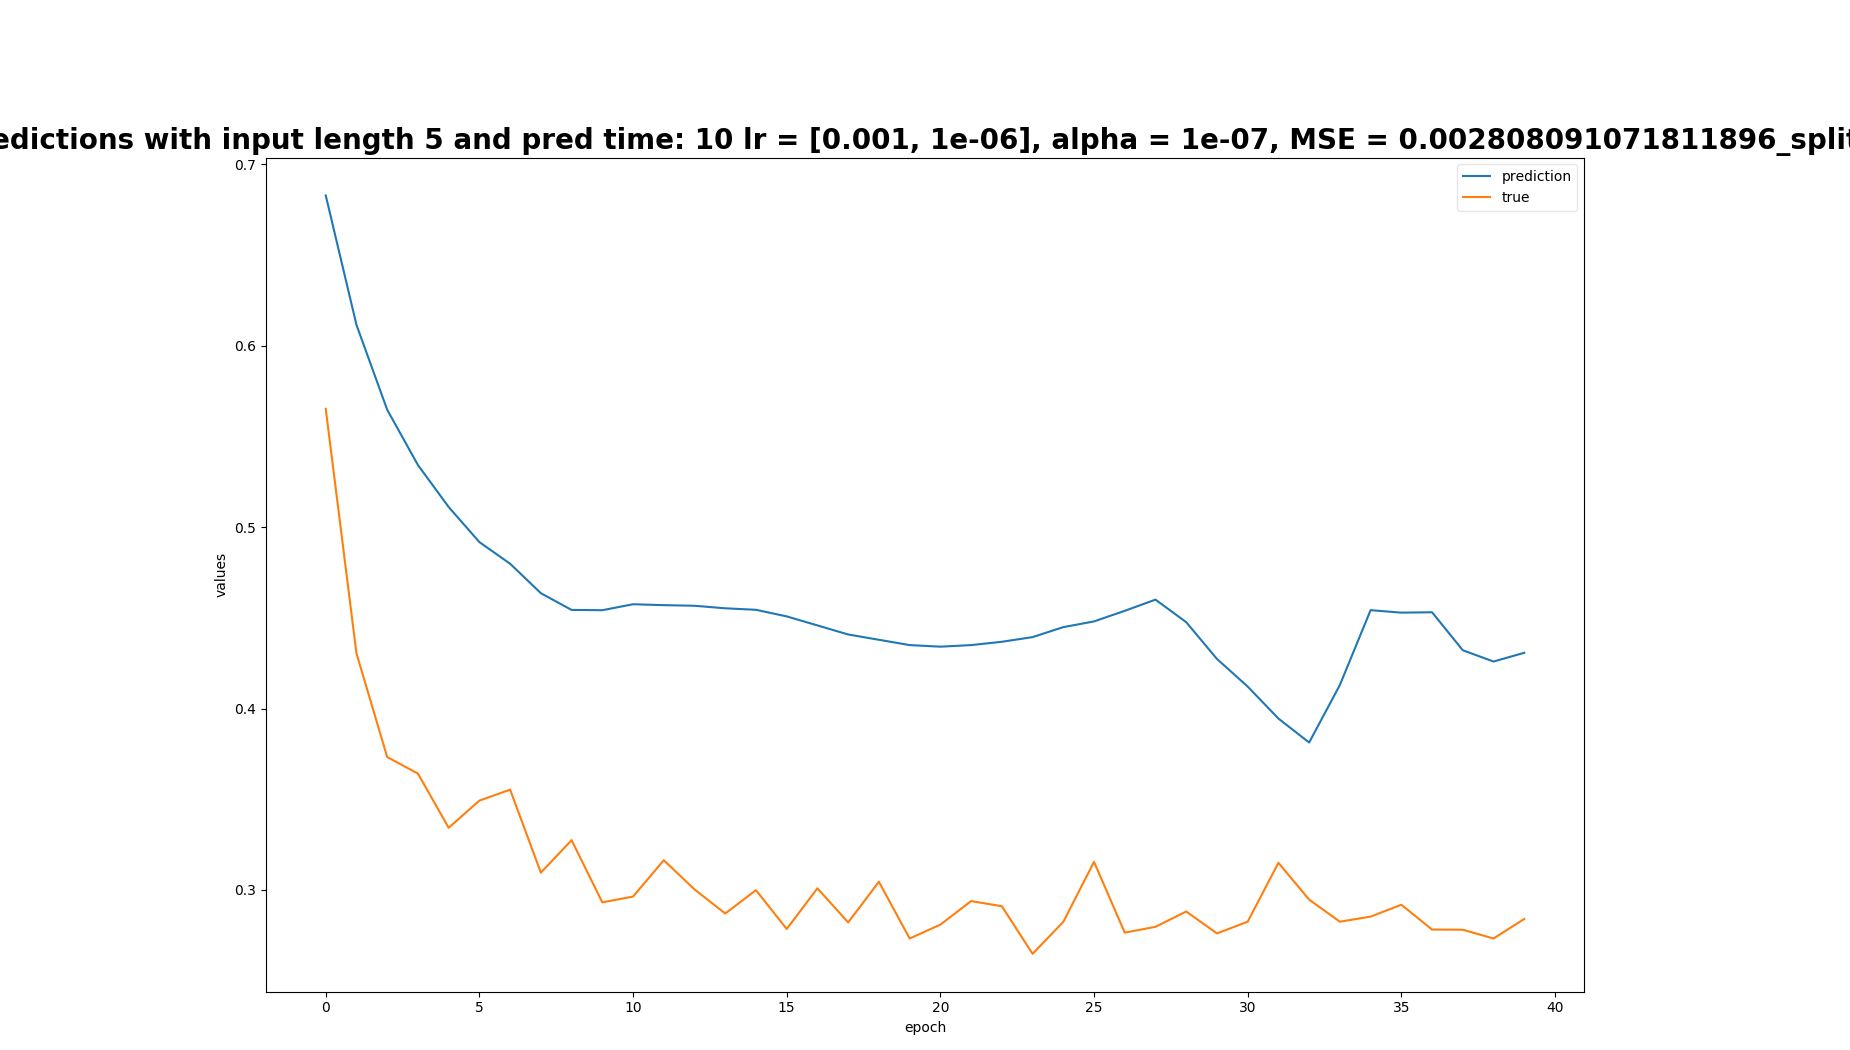 edictions with input length 5 and pred time: 10 lr = [0.001, 1e-06], alpha = 1e-07, MSE = 0.002808091071811896_split
prediction
true
0.7
0.6
0.5
0.4
0.3
values
0 5 10 15 20 25 30 35 40
epoch